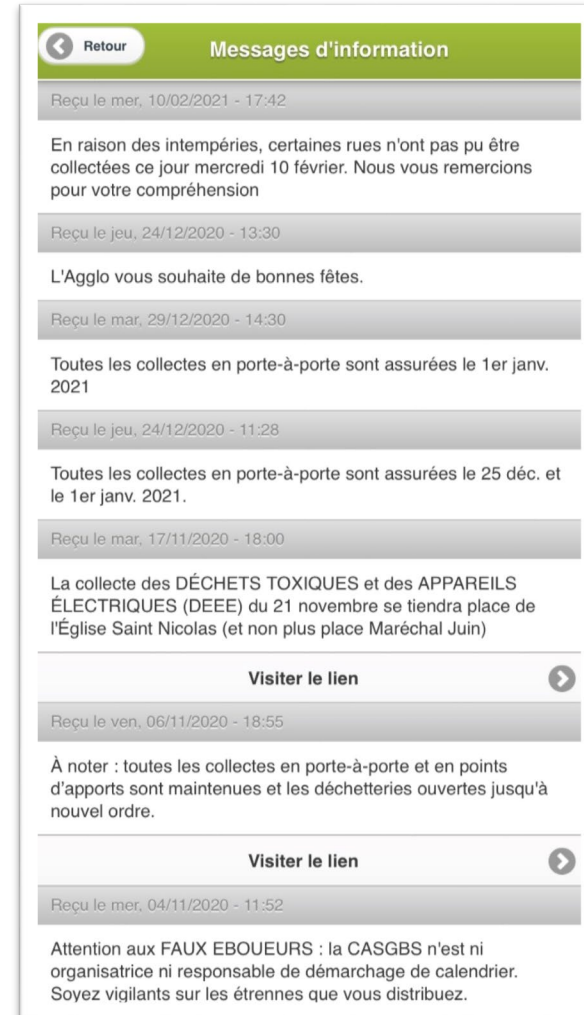 Retour
Messages d'information
Reçu le mer, 10/02/2021 - 17:42
En raison des intempéries, certaines rues n'ont pas pu être
collectées ce jour mercredi 10 février. Nous vous remercions
pour votre compréhension
Reçu le jeu, 24/12/2020 - 13:30
L'Agglo vous souhaite de bonnes fêtes.
Reçu le mar, 29/12/2020 - 14:30
Toutes les collectes en porte-à-porte sont assurées le 1er janv.
2021
Reçu le jeu, 24/12/2020 - 11:28
Toutes les collectes en porte-à-porte sont assurées le 25 déc. et
le 1er janv. 2021.
Reçu le mar, 17/11/2020 - 18:00
La collecte des DÉCHETS TOXIQUES et des APPAREILS
ÉLECTRIQUES (DEEE) du 21 novembre se tiendra place de
l'Église Saint Nicolas (et non plus place Maréchal Juin)
Visiter le lien
Reçu le ven, 06/11/2020 - 18:55
À noter : toutes les collectes en porte-à-porte et en points
d'apports sont maintenues et les déchetteries ouvertes jusqu'à
nouvel ordre.
Visiter le lien
Reçu le mer, 04/11/2020 - 11:52
Attention aux FAUX EBOUEURS : la CASGBS n'est ni
organisatrice ni responsable de démarchage de calendrier.
Soyez vigilants sur les étrennes que vous distribuez.